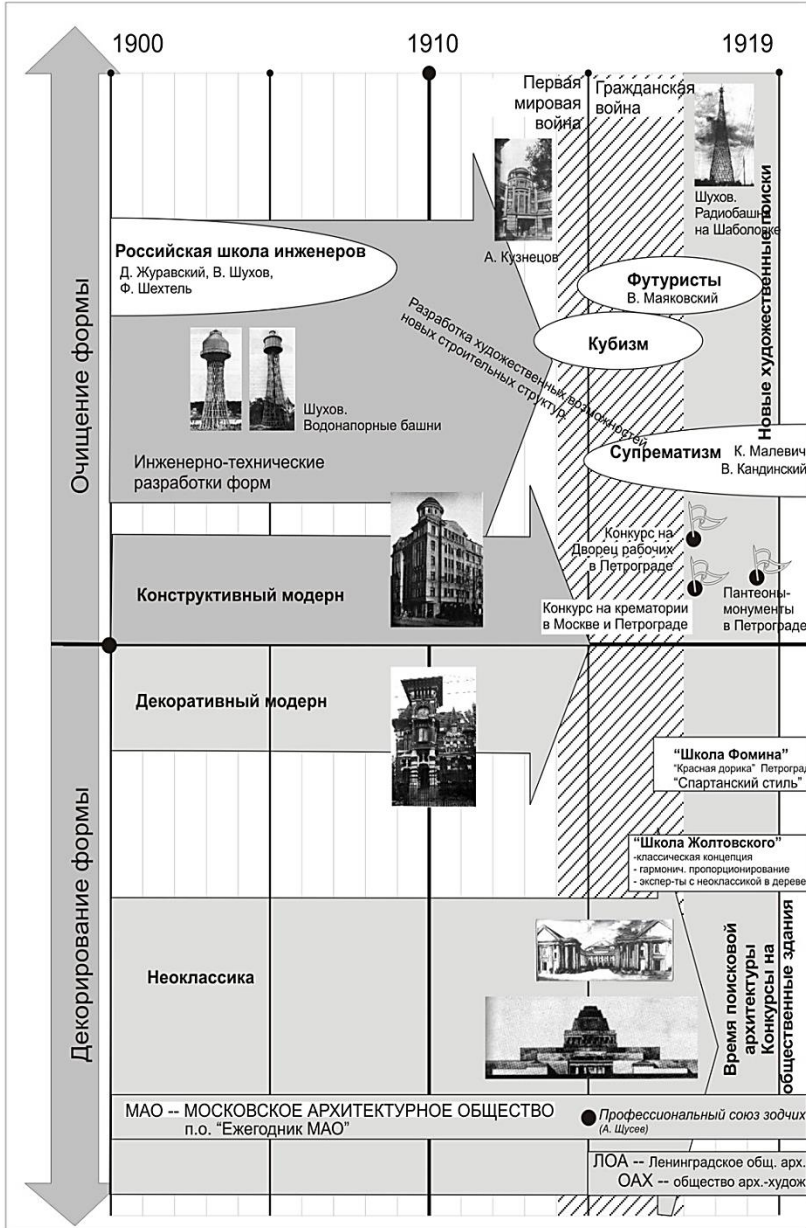 1900
1910
1919
Первая
мировая
война
Гражданская
война
Шухов.
Радиобашня
на Шаболовке
А. Кузнецов
Российская школа инженеров
Д. Журавский, В. Шухов,
Ф. Шехтель
Футуристы
В. Маяковский
Кубизм
Новые художественные поиски
Разработка художественных возможностей
новых строительных структур.
Шухов.
Водонапорные башни
Очищение формы
Инженерно-технические
разработки форм
Супрематизм
К. Малевич
В. Кандинский
Конкурс на
Дворец рабочих
в Петрограде
Конструктивный модерн
Конкурс на крематории
в Москве и Петрограде
Пантеоны-
монументы
в Петрограде
Декоративный модерн
“Школа Фомина”
“Красная дорика” Петроград
“Спартанский стиль”
“Школа Жолтовского”
-классическая концепция
- гармонич. пропорционирование
- экспер-ты с неоклассикой в дереве
Декорирование формы
Неоклассика
Время поисковой
архитектуры
Конкурсы на
общественные здания
МАО -- МОСКОВСКОЕ АРХИТЕКТУРНОЕ ОБЩЕСТВО
п.о. “Ежегодник МАО”
Профессиональный союз зодчих
(А. Щусев)
ЛОА -- Ленинградское общ. арх.
ОАХ -- общество арх.-худож